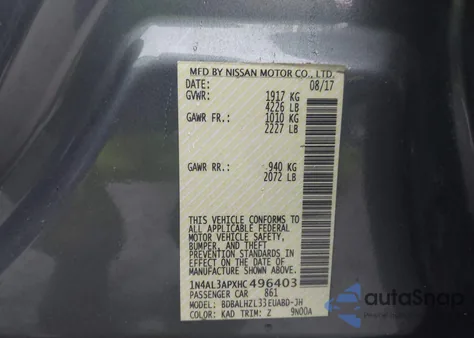 MFD BY NISSAN MOTOR CO., LTD.
DATE: 08/17
GVWR: 1917 KG
4226 LB
GAWR FR.: 1010 KG
2227 LB
GAWR RR.: 940 KG
2072 LB
THIS VEHICLE CONFORMS TO
ALL APPLICABLE FEDERAL
MOTOR VEHICLE SAFETY,
BUMPER, AND THEFT
PREVENTION STANDARDS IN
EFFECT ON THE DATE OF
MANUFACTURE SHOWN ABOVE.
1N4AL3APXHC496403
PASSENGER CAR 861
MODEL: BDBALHZL33EUABD-JH
COLOR: KAD TRIM: Z 9N00A
autoSnap